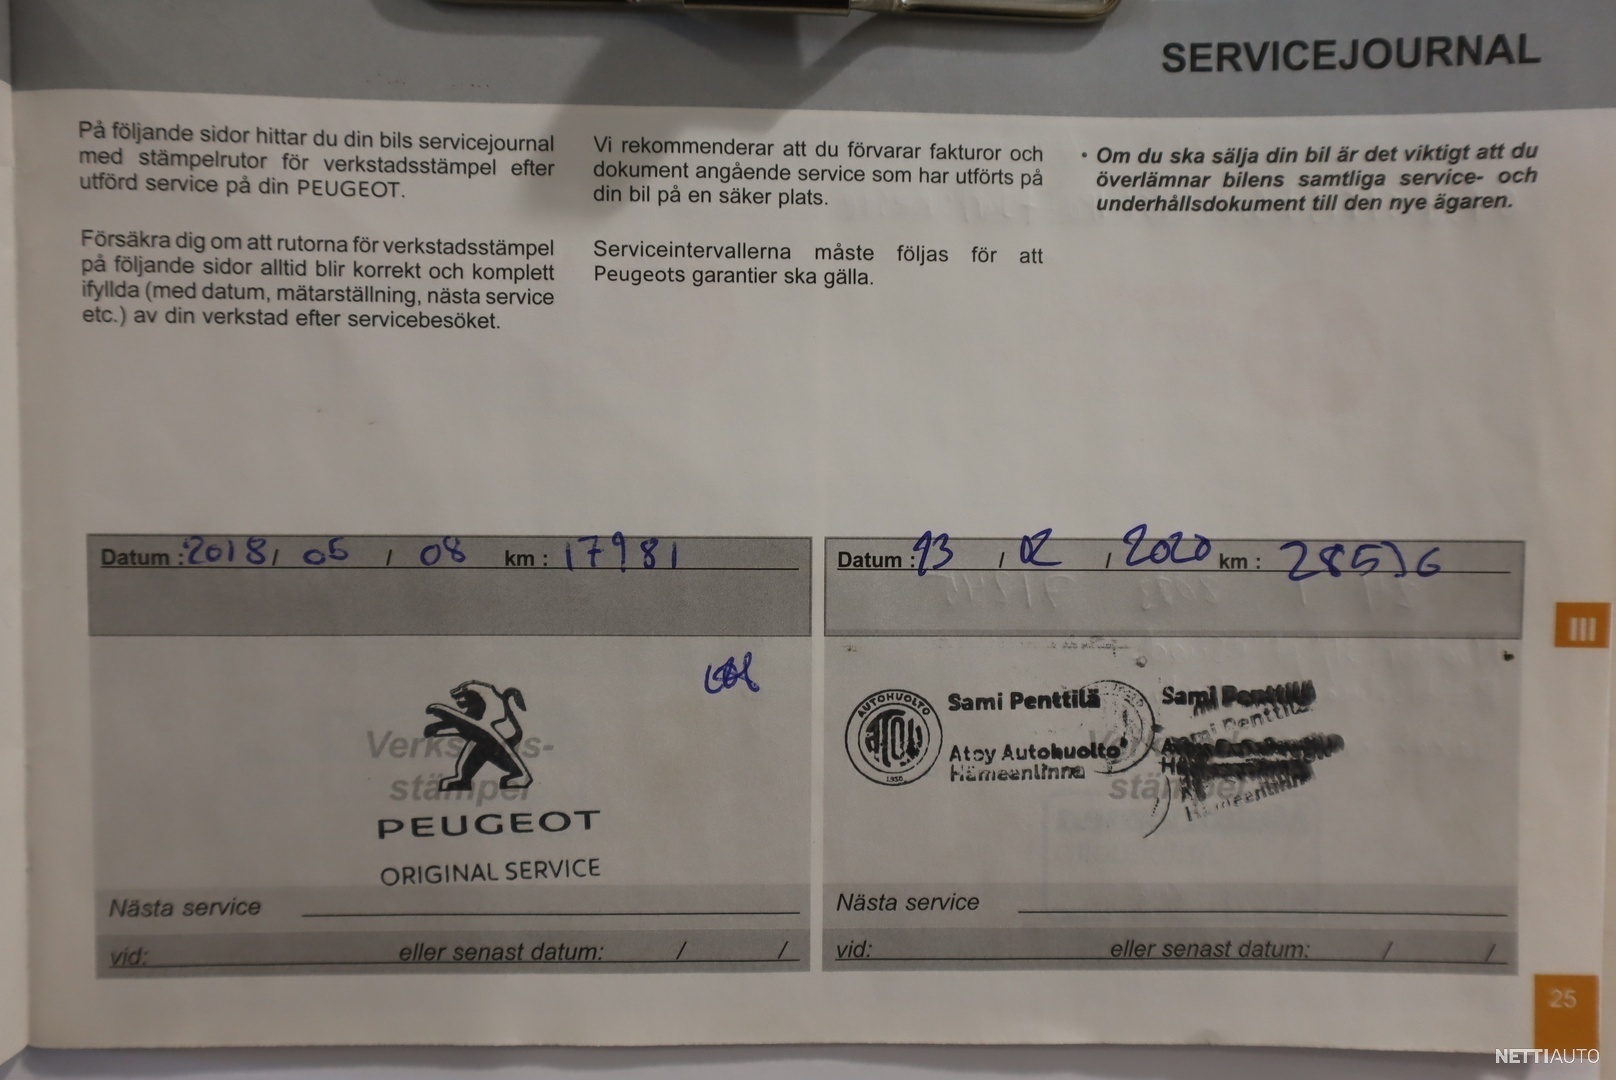 SERVICEJOURNAL
På följande sidor hittar du din bils servicejournal
med stämpelrutor för verkstadsstämpel efter
utförd service på din PEUGEOT.
Försäkra dig om att rutorna för verkstadsstämpel
på följande sidor alltid blir korrekt och komplett
ifyllda (med datum, mätarställning, nästa service
etc.) av din verkstad efter servicebesöket.
Vi rekommenderar att du förvarar fakturor och
dokument angående service som har utförts på
din bil på en säker plats.
Serviceintervallerna måste följas för att
Peugeots garantier ska gälla.
• Om du ska sälja din bil är det viktigt att du
överlämnar bilens samtliga service- och
underhållsdokument till den nye ägaren.
Datum : 2018 / 05 / 08 km : 17981
Verkstads-
stämpel
PEUGEOT
ORIGINAL SERVICE
Nästa service
vid: eller senast datum: / /
Datum : 13 / 02 / 2020 km :
AUTOHUOLTO
Sami Penttilä
Atoy Autohuolto
Hämeenlinna
Sami Penttilä
stämpel
Hämeenlinna
Nästa service
vid: eller senast datum: / /
III
25
NETTIAUTO